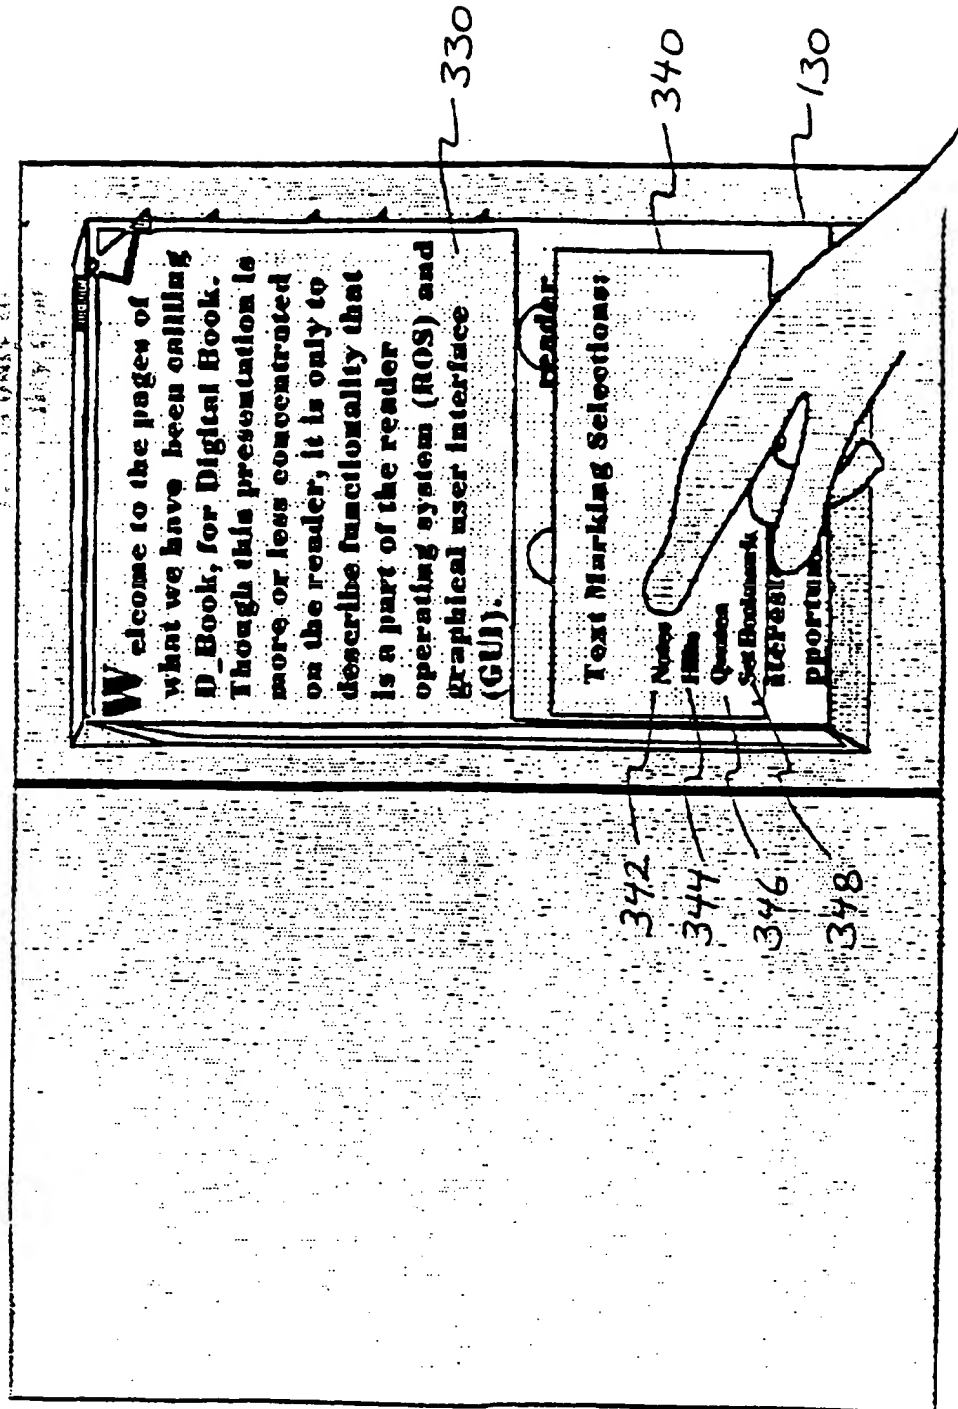 Welcome to the pages of
what we have been calling
D_Book, for Digital Book.
Though this presentation is
more or less concentrated
on the reader, it is only to
describe functionality that
is a part of the reader
operating system (ROS) and
graphical user interface
(GUI).
reader
Text Marking Selections:
Notes
Quotes
Set Bookmark
pportun
330
340
130
342
344
346
348